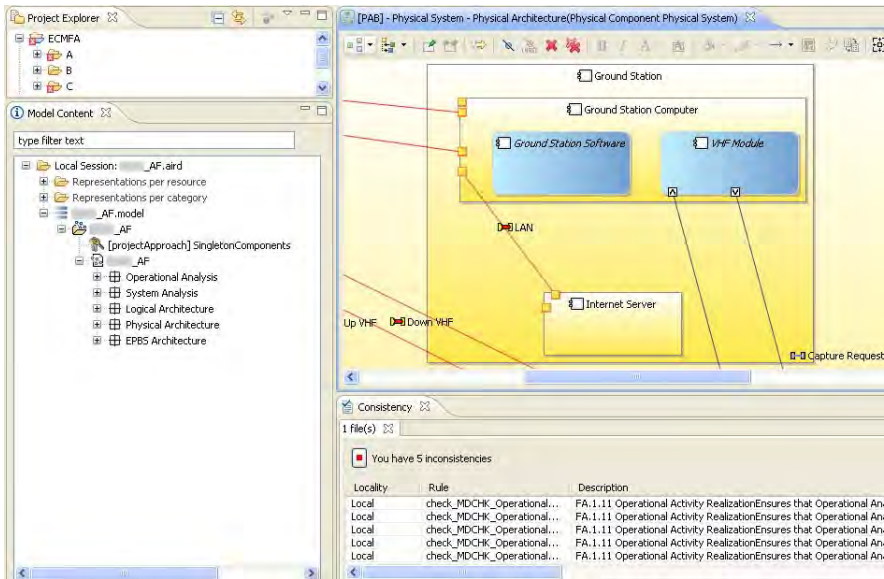 Project Explorer
ECMFA
A
B
C
Model Content
type filter text
Local Session: _AF.aird
Representations per resource
Representations per category
_AF.model
_AF
[projectApproach] SingletonComponents
_AF
Operational Analysis
System Analysis
Logical Architecture
Physical Architecture
EPBS Architecture
[PAB] - Physical System - Physical Architecture(Physical Component Physical System)
B I A
Ground Station
Ground Station Computer
Ground Station Software
VHF Module
LAN
Internet Server
Up VHF
Down VHF
Capture Request
Consistency
1 file(s)
You have 5 inconsistencies
Locality Rule Description
Local check_MDCHK_Operational... FA.1.11 Operational Activity RealizationEnsures that Operational An
Local check_MDCHK_Operational... FA.1.11 Operational Activity RealizationEnsures that Operational An
Local check_MDCHK_Operational... FA.1.11 Operational Activity RealizationEnsures that Operational An
Local check_MDCHK_Operational... FA.1.11 Operational Activity RealizationEnsures that Operational An
Local check_MDCHK_Operational... FA.1.11 Operational Activity RealizationEnsures that Operational An